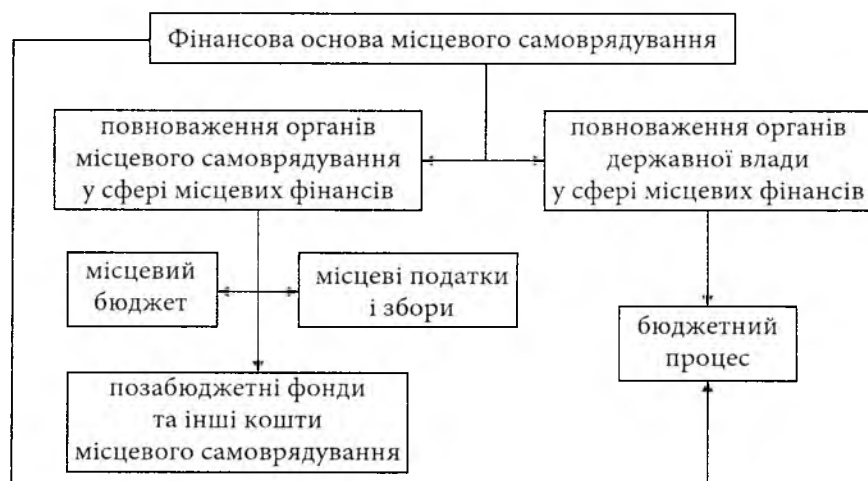 Фінансова основа місцевого самоврядування
повноваження органів
місцевого самоврядування
у сфері місцевих фінансів
повноваження органів
державної влади
у сфері місцевих фінансів
місцевий
бюджет
місцеві податки
і збори
бюджетний
процес
позабюджетні фонди
та інші кошти
місцевого самоврядування